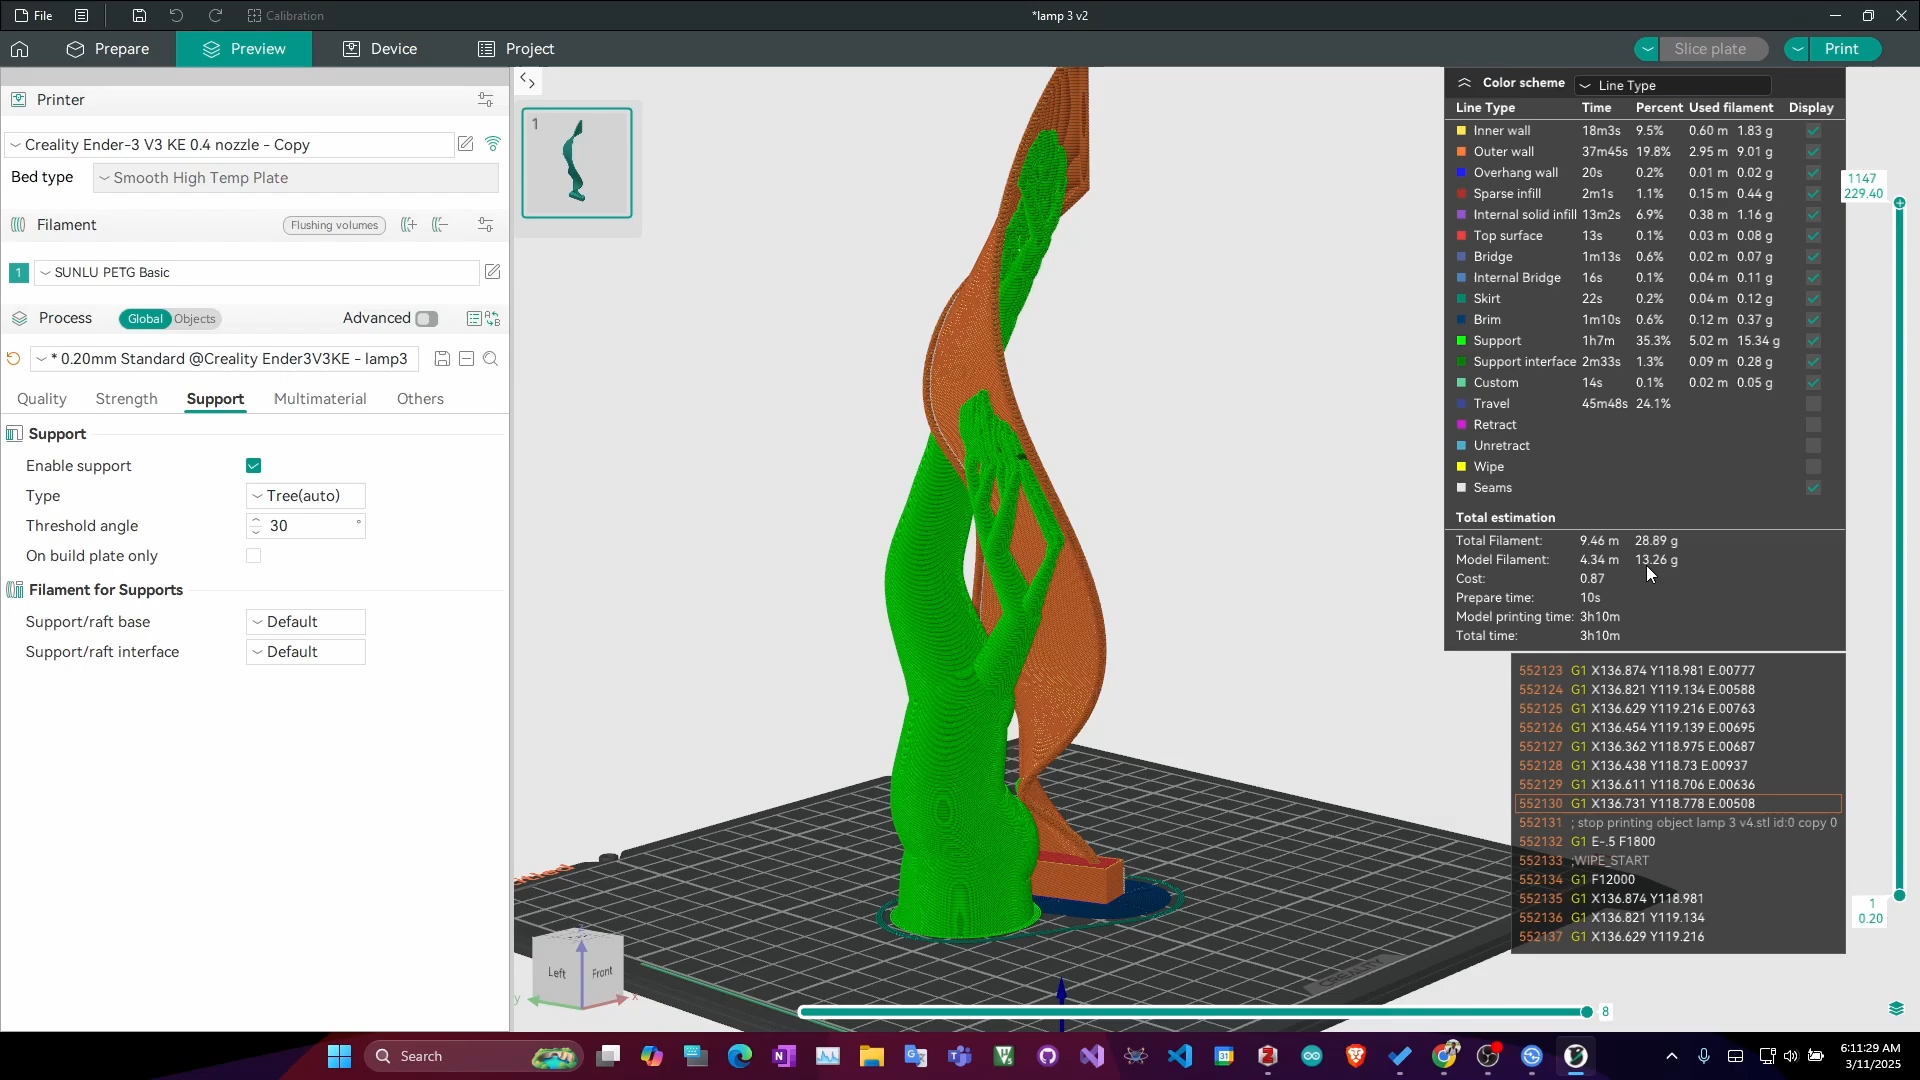 File
Calibration
*lamp 3 v2
Prepare
Preview
Device
Project
Slice plate
Print
Printer
Creality Ender-3 V3 KE 0.4 nozzle - Copy
Bed type
Smooth High Temp Plate
Filament
Flushing volumes
1
SUNLU PETG Basic
Process
Global
Objects
Advanced
* 0.20mm Standard @Creality Ender3V3KE - lamp3
Quality
Strength
Support
Multimaterial
Others
Support
Enable support
Type
Tree(auto)
Threshold angle
30 °
On build plate only
Filament for Supports
Support/raft base
Default
Support/raft interface
Default
1
Color scheme
Line Type
Line Type Time Percent Used filament Display
Inner wall 18m3s 9.5% 0.60 m 1.83 g
Outer wall 37m45s 19.8% 2.95 m 9.01 g
Overhang wall 20s 0.2% 0.01 m 0.02 g
Sparse infill 2m1s 1.1% 0.15 m 0.44 g
Internal solid infill 13m2s 6.9% 0.38 m 1.16 g
Top surface 13s 0.1% 0.03 m 0.08 g
Bridge 1m13s 0.6% 0.02 m 0.07 g
Internal Bridge 16s 0.1% 0.04 m 0.11 g
Skirt 22s 0.2% 0.04 m 0.12 g
Brim 1m10s 0.6% 0.12 m 0.37 g
Support 1h7m 35.3% 5.02 m 15.34 g
Support interface 2m33s 1.3% 0.09 m 0.28 g
Custom 14s 0.1% 0.02 m 0.05 g
Travel 45m48s 24.1%
Retract
Unretract
Wipe
Seams
Total estimation
Total Filament: 9.46 m 28.89 g
Model Filament: 4.34 m 13.26 g
Cost: 0.87
Prepare time: 10s
Model printing time: 3h10m
Total time: 3h10m
1147
229.40
552123 G1 X136.874 Y118.981 E.00777
552124 G1 X136.821 Y119.134 E.00588
552125 G1 X136.629 Y119.216 E.00763
552126 G1 X136.454 Y119.139 E.00695
552127 G1 X136.362 Y118.975 E.00687
552128 G1 X136.438 Y118.73 E.00937
552129 G1 X136.611 Y118.706 E.00636
552130 G1 X136.731 Y118.778 E.00508
552131 ; stop printing object lamp 3 v4.stl id:0 copy 0
552132 G1 E-.5 F1800
552133 ;WIPE_START
552134 G1 F12000
552135 G1 X136.874 Y118.981
552136 G1 X136.821 Y119.134
552137 G1 X136.629 Y119.216
1
0.20
CREALITY
Left
Front
y
z
x
8
Search
6:11:29 AM
3/11/2025